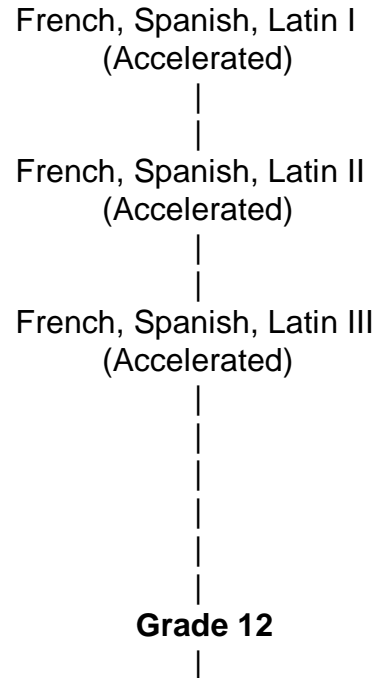 French, Spanish, Latin I
(Accelerated)
|
|
French, Spanish, Latin II
(Accelerated)
|
|
French, Spanish, Latin III
(Accelerated)
|
|
|
|
|
|
Grade 12
|